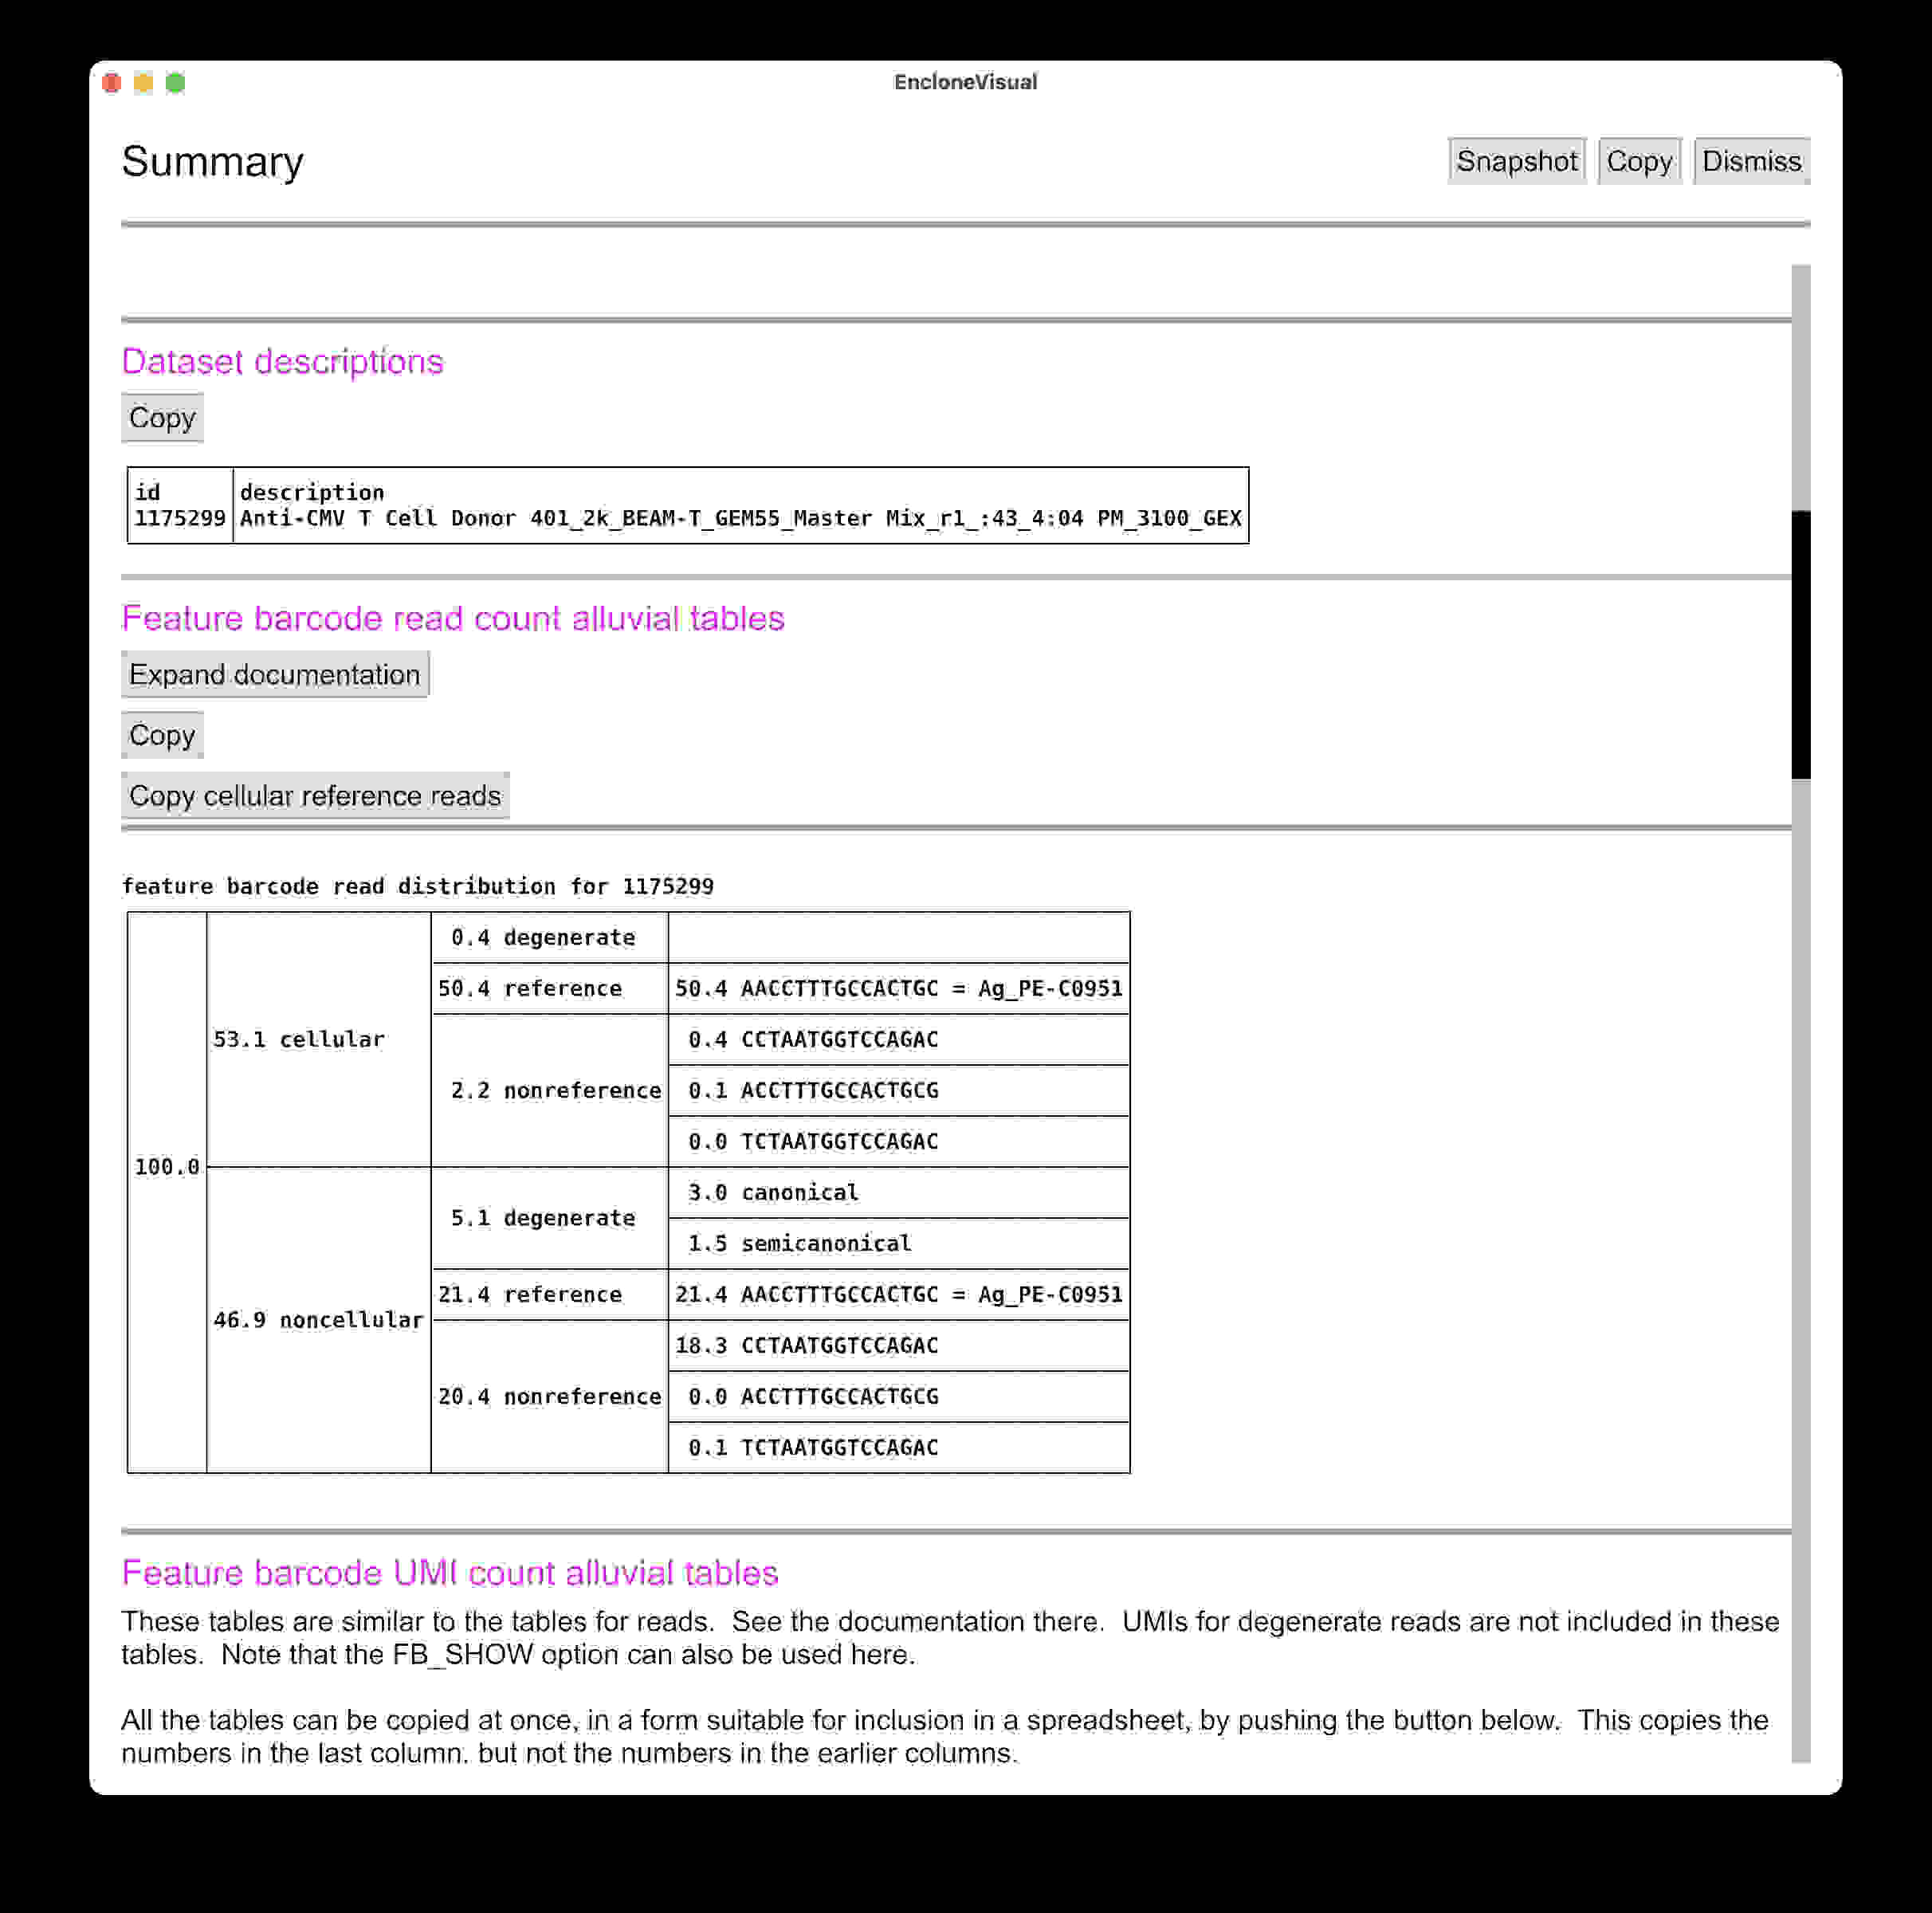 EncloneVisual
Summary
Snapshot Copy Dismiss
Dataset descriptions
Copy
id description
1175299 Anti-CMV T Cell Donor 401_2k_BEAM-T_GEM55_Master Mix_r1_:43_4:04 PM_3100_GEX
Feature barcode read count alluvial tables
Expand documentation
Copy
Copy cellular reference reads
feature barcode read distribution for 1175299
0.4 degenerate
50.4 reference 50.4 AACCTTTGCCACTGC = Ag_PE-C0951
53.1 cellular 0.4 CCTAATGGTCCAGAC
2.2 nonreference 0.1 ACCTTTGCCACTGCG
0.0 TCTAATGGTCCAGAC
100.0
3.0 canonical
5.1 degenerate
1.5 semicanonical
21.4 reference 21.4 AACCTTTGCCACTGC = Ag_PE-C0951
46.9 noncellular
18.3 CCTAATGGTCCAGAC
20.4 nonreference 0.0 ACCTTTGCCACTGCG
0.1 TCTAATGGTCCAGAC
Feature barcode UMI count alluvial tables
These tables are similar to the tables for reads. See the documentation there. UMIs for degenerate reads are not included in these
tables. Note that the FB_SHOW option can also be used here.
All the tables can be copied at once, in a form suitable for inclusion in a spreadsheet, by pushing the button below. This copies the
numbers in the last column, but not the numbers in the earlier columns.